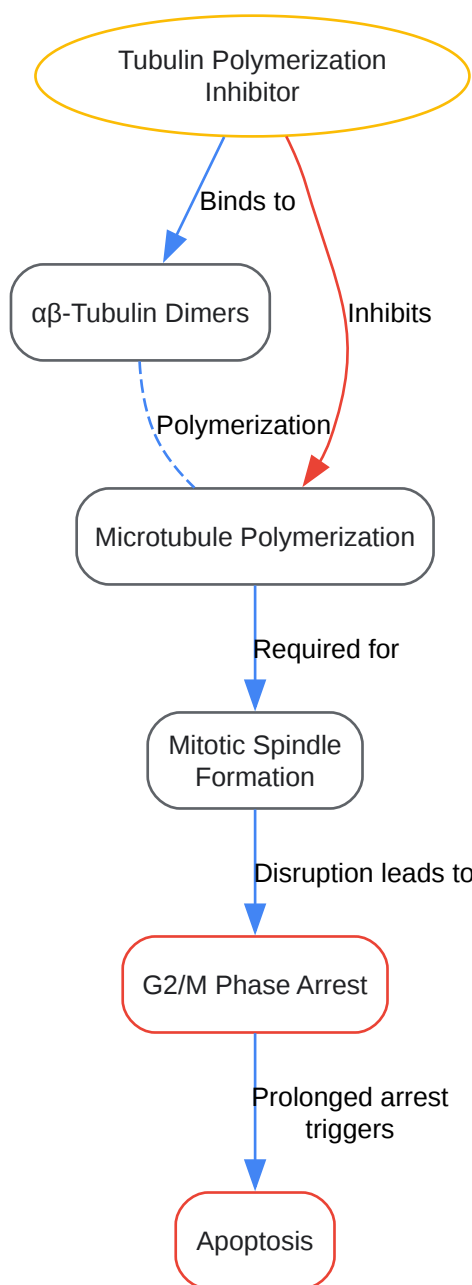 Tubulin Polymerization
Inhibitor
Binds to
αβ-Tubulin Dimers
Inhibits
Polymerization
Microtubule Polymerization
Required for
Mitotic Spindle
Formation
Disruption leads to
G2/M Phase Arrest
Prolonged arrest
triggers
Apoptosis